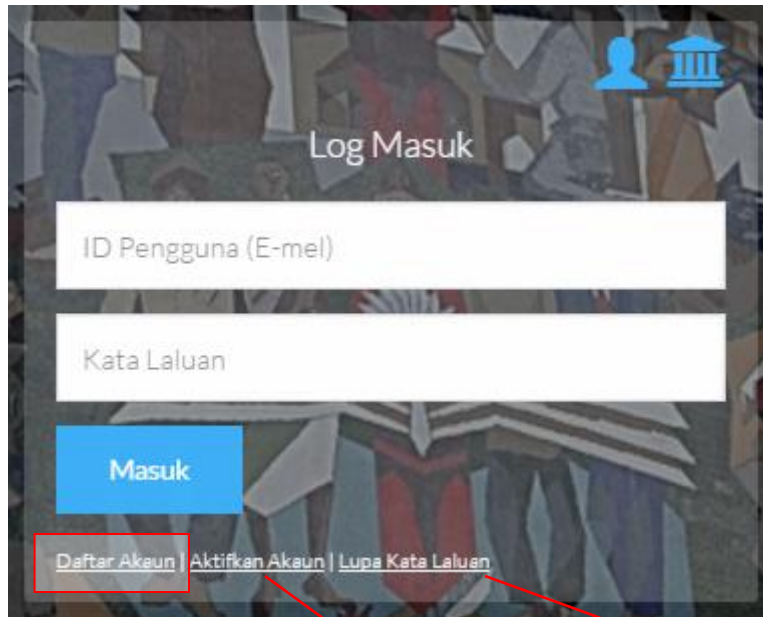 Log Masuk
ID Pengguna (E-mel)
Kata Laluan
Masuk
Daftar Akaun | Aktifkan Akaun | Lupa Kata Laluan